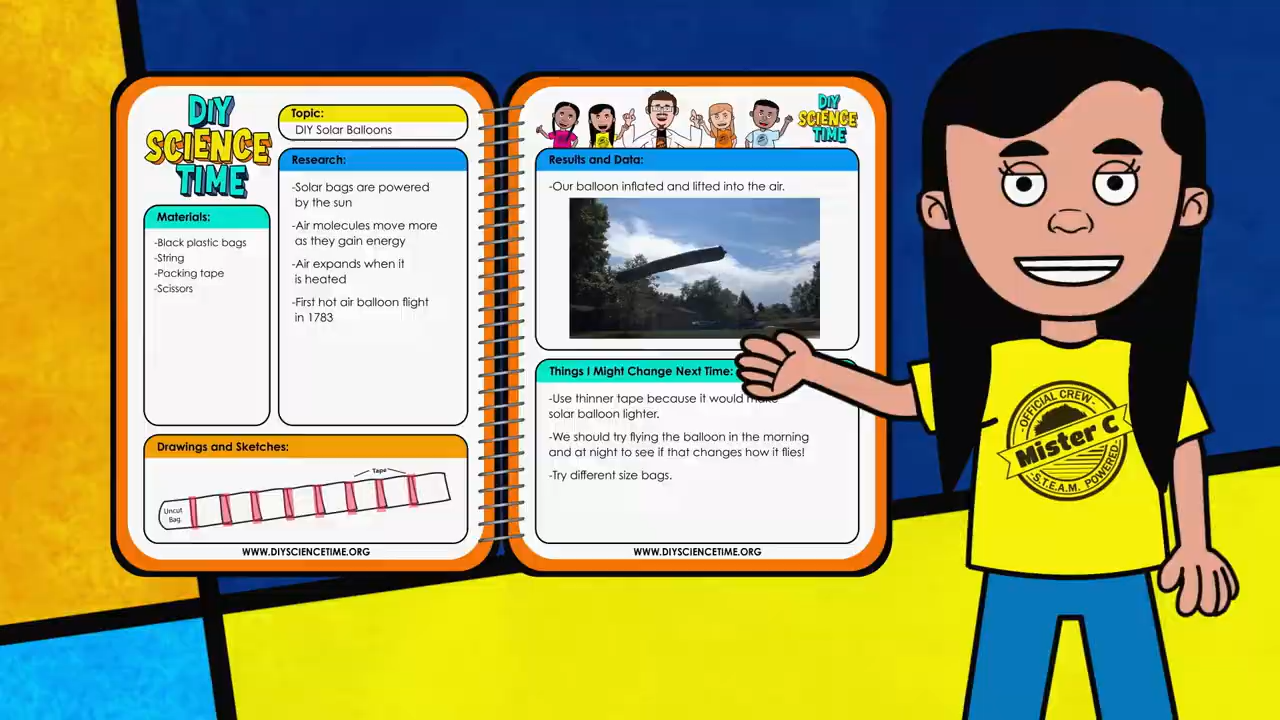 DIY
SCIENCE
TIME
Topic:
DIY Solar Balloons
Materials:
-Black plastic bags
-String
-Packing tape
-Scissors
Research:
-Solar bags are powered
by the sun
-Air molecules move more
as they gain energy
-Air expands when it
is heated
-First hot air balloon flight
in 1783
Drawings and Sketches:
Tape
Uncut
Bag
WWW.DIYSCIENCETIME.ORG
DIY
SCIENCE
TIME
Results and Data:
-Our balloon inflated and lifted into the air.
Things I Might Change Next Time:
-Use thinner tape because it would make
solar balloon lighter.
-We should try flying the balloon in the morning
and at night to see if that changes how it flies!
-Try different size bags.
WWW.DIYSCIENCETIME.ORG
-OFFICIAL CREW-
Mister C
-S.T.E.A.M. POWERED-